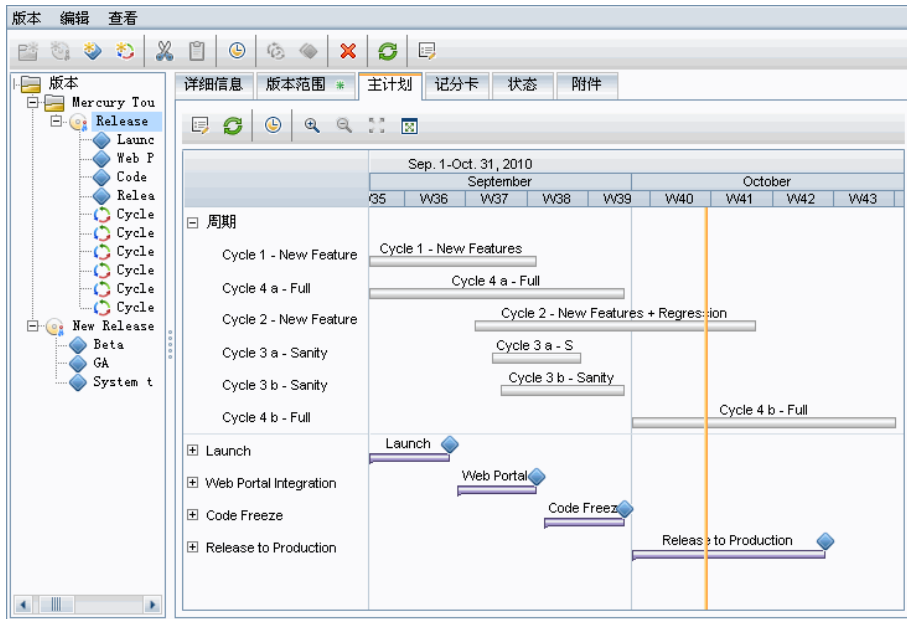 版本 编辑 查看
版本
Mercury Tou
Release
Launc
Web P
Code
Relea
Cycle
Cycle
Cycle
Cycle
Cycle
Cycle
New Release
Beta
GA
System t
详细信息 版本范围 * 主计划 记分卡 状态 附件
Sep. 1-Oct. 31, 2010
September October
35 W36 W37 W38 W39 W40 W41 W42 W43
周期
Cycle 1 - New Feature Cycle 1 - New Features
Cycle 4 a - Full Cycle 4 a - Full
Cycle 2 - New Feature Cycle 2 - New Features + Regression
Cycle 3 a - Sanity Cycle 3 a - S
Cycle 3 b - Sanity Cycle 3 b - Sanity
Cycle 4 b - Full Cycle 4 b - Full
Launch Launch
Web Portal Integration Web Portal
Code Freeze Code Freez
Release to Production Release to Production